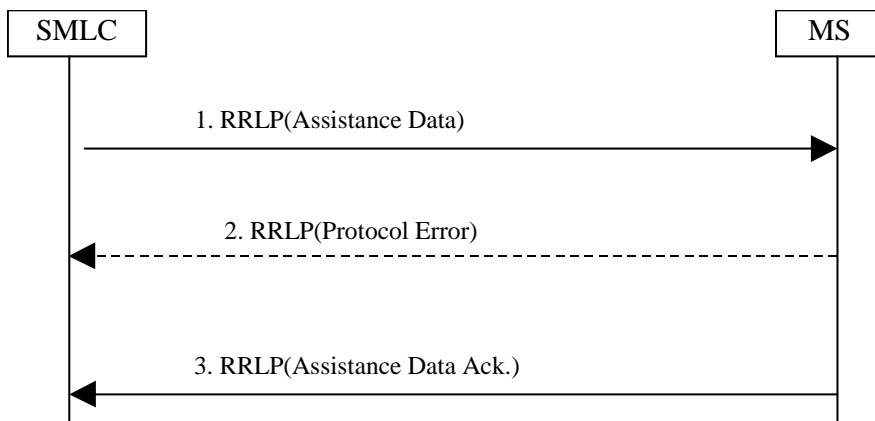 SMLC
MS
1. RRLP(Assistance Data)
2. RRLP(Protocol Error)
3. RRLP(Assistance Data Ack.)